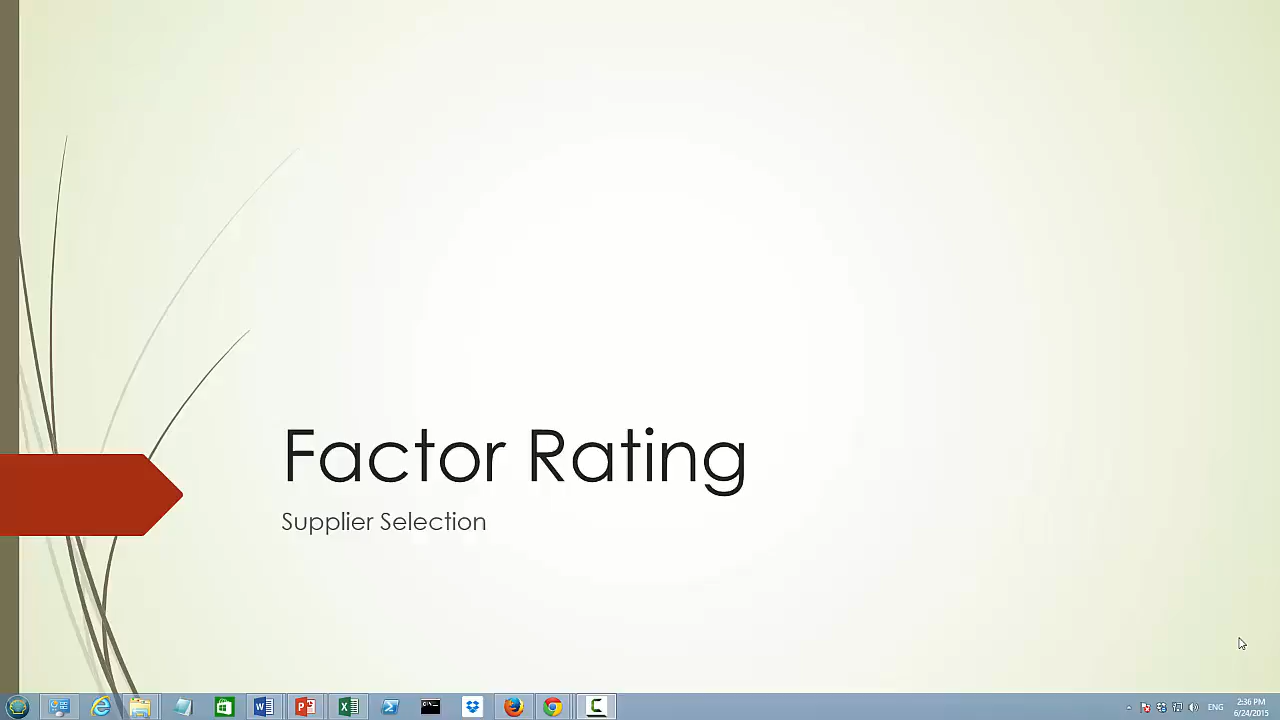 Factor Rating
Supplier Selection
ENG
2:36 PM
6/24/2015